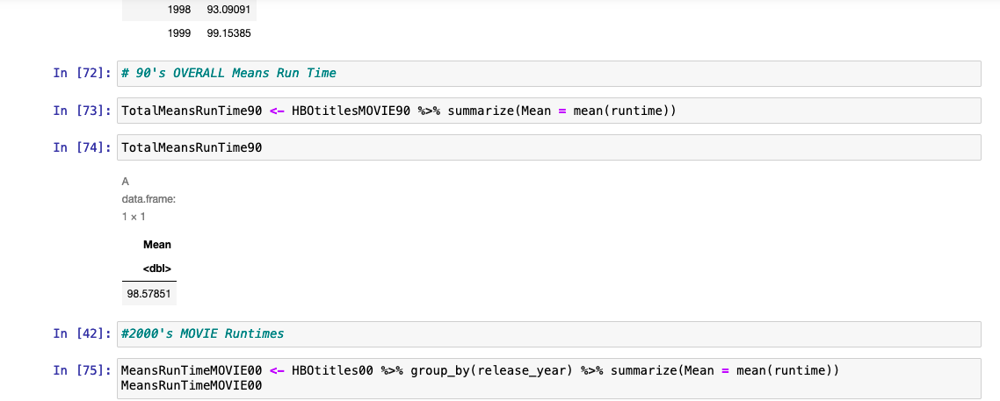 1998 93.09091
1999 99.15385
In [72]: # 90's OVERALL Means Run Time
In [73]: TotalMeansRunTime90 <- HBOtitlesMOVIE90 %>% summarize(Mean = mean(runtime))
In [74]: TotalMeansRunTime90
A
data.frame:
1 × 1
Mean
<dbl>
98.57851
In [42]: #2000's MOVIE Runtimes
In [75]: MeansRunTimeMOVIE00 <- HBOtitles00 %>% group_by(release_year) %>% summarize(Mean = mean(runtime))
MeansRunTimeMOVIE00